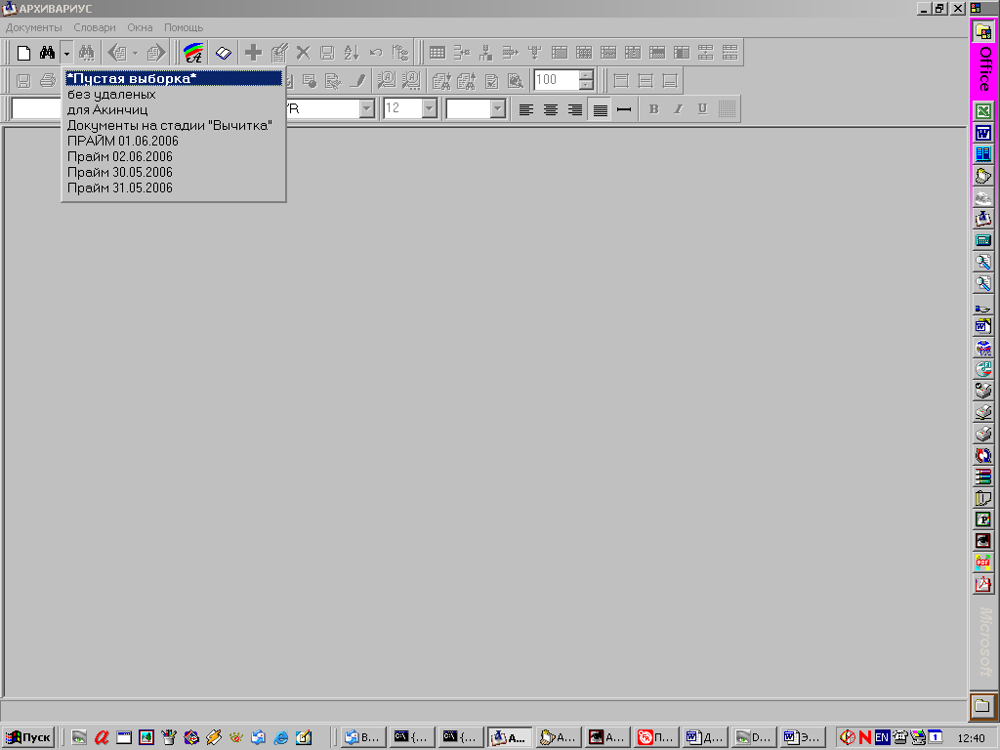 АРХИВАРИУС
Документы Словари Окна Помощь
*Пустая выборка*
без удаленых
для Акинчиц
Документы на стадии "Вычитка"
ПРАЙМ 01.06.2006
Прайм 02.06.2006
Прайм 30.05.2006
Прайм 31.05.2006
100
YR 12
B I U
Office
Microsoft
Пуск В... {... {... А... А... А... П... Д... D... Э... EN 12:40